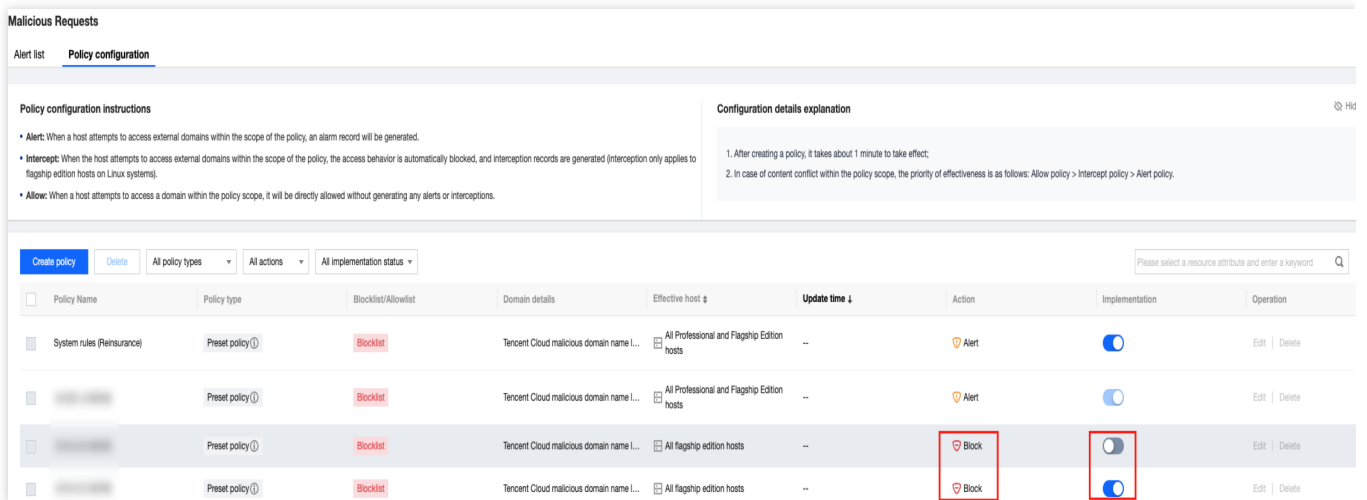 Malicious Requests
Alert list Policy configuration
Policy configuration instructions
• Alert: When a host attempts to access external domains within the scope of the policy, an alarm record will be generated.
• Intercept: When the host attempts to access external domains within the scope of the policy, the access behavior is automatically blocked, and interception records are generated (interception only applies to
flagship edition hosts on Linux systems).
• Allow: When a host attempts to access a domain within the policy scope, it will be directly allowed without generating any alerts or interceptions.
Configuration details explanation
Hid
1. After creating a policy, it takes about 1 minute to take effect;
2. In case of content conflict within the policy scope, the priority of effectiveness is as follows: Allow policy > Intercept policy > Alert policy.
Create policy Delete All policy types All actions All implementation status Please select a resource attribute and enter a keyword
Policy Name Policy type Blocklist/Allowlist Domain details Effective host Update time ↓ Action Implementation Operation
System rules (Reinsurance) Preset policy Blocklist Tencent Cloud malicious domain name l... All Professional and Flagship Edition -- Alert Edit | Delete
hosts
Preset policy Blocklist Tencent Cloud malicious domain name l... All Professional and Flagship Edition -- Alert Edit | Delete
hosts
Preset policy Blocklist Tencent Cloud malicious domain name l... All flagship edition hosts -- Block Edit | Delete
Preset policy Blocklist Tencent Cloud malicious domain name l... All flagship edition hosts -- Block Edit | Delete